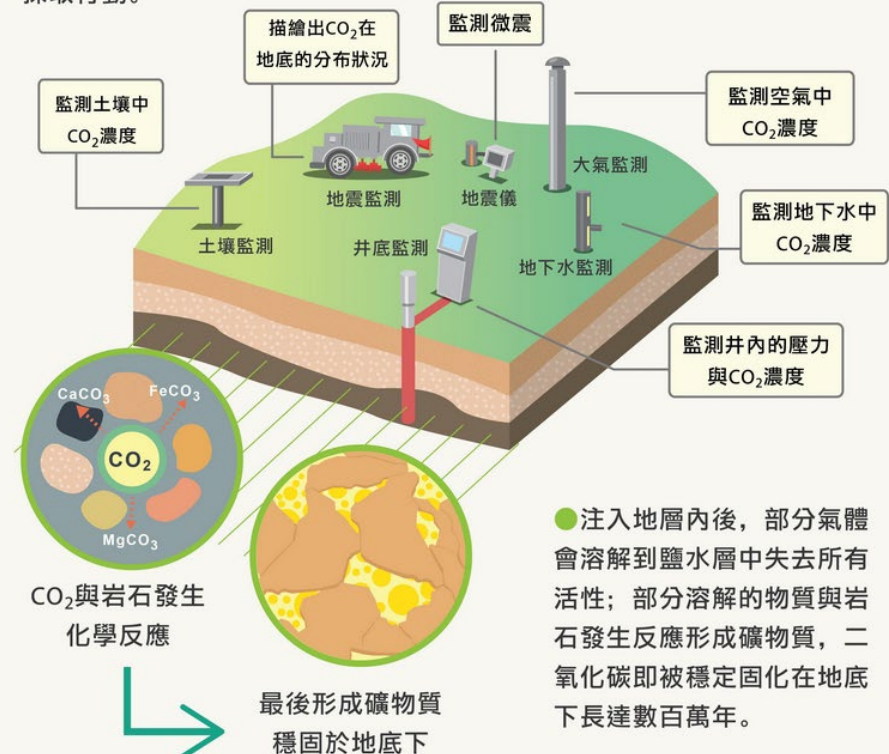 描繪出CO₂在
地底的分布狀況
監測微震
監測土壤中
CO₂濃度
監測空氣中
CO₂濃度
大氣監測
地震監測
地震儀
監測地下水中
CO₂濃度
土壤監測
井底監測
地下水監測
監測井內的壓力
與CO₂濃度
CaCO₃
FeCO₃
CO₂
MgCO₃
CO₂與岩石發生
化學反應
最後形成礦物質
穩固於地底下
●注入地層內後，部分氣體
會溶解到鹽水層中失去所有
活性；部分溶解的物質與岩
石發生反應形成礦物質，二
氧化碳即被穩定固化在地底
下長達數百萬年。